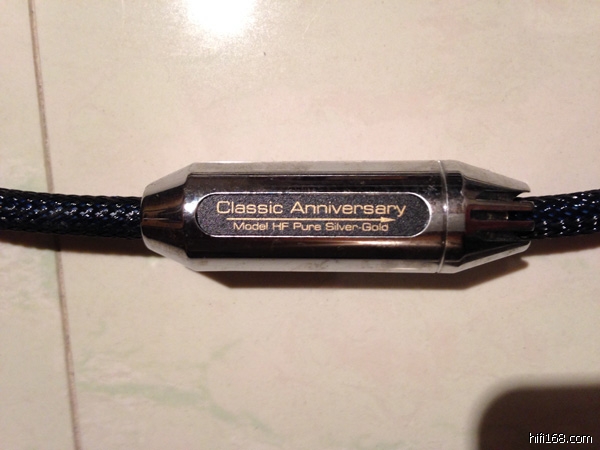 Classic Anniversary
Model HF Pure Silver-Gold
hifi168.com